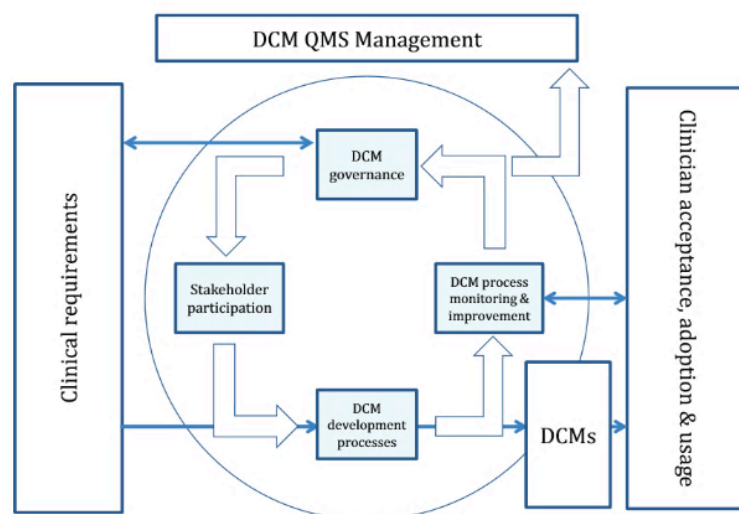 DCM QMS Management
Clinical requirements
DCM
governance
Stakeholder
participation
DCM process
monitoring &
improvement
DCM
development
processes
DCMs
Clinician acceptance,
adoption & usage